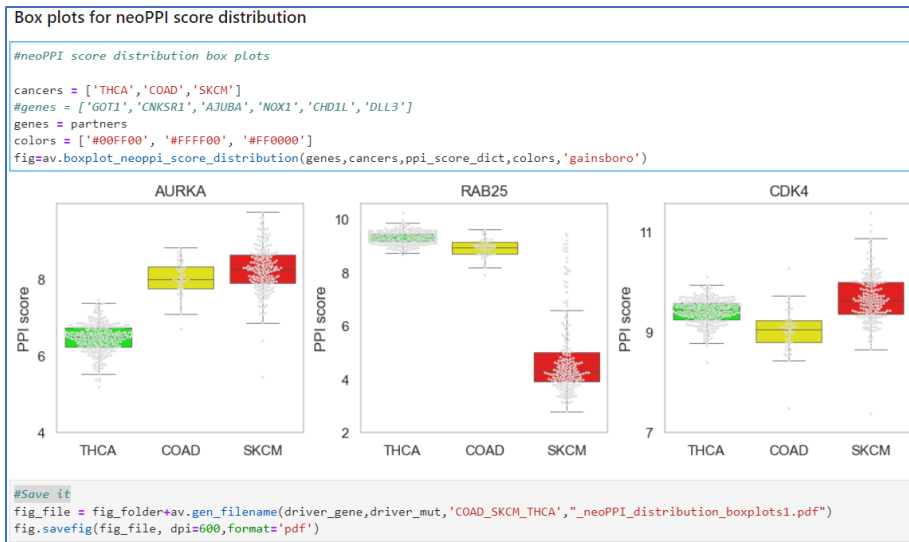 Box plots for neoPPI score distribution
#neoPPI score distribution box plots
cancers = ['THCA','COAD','SKCM']
#genes = ['GOT1','CNKSR1','AJUBA','NOX1','CHD1L','DLL3']
genes = partners
colors = ['#00FF00', '#FFFF00', '#FF0000']
fig=av.boxplot_neoppi_score_distribution(genes,cancers,ppi_score_dict,colors,'gainsboro')
AURKA
PPI score
8
6
4
THCA COAD SKCM
RAB25
PPI score
10
8
6
4
2
THCA COAD SKCM
CDK4
PPI score
11
9
7
THCA COAD SKCM
#Save it
fig_file = fig_folder+av.gen_filename(driver_gene,driver_mut,'COAD_SKCM_THCA',"_neoPPI_distribution_boxplots1.pdf")
fig.savefig(fig_file, dpi=600,format='pdf')